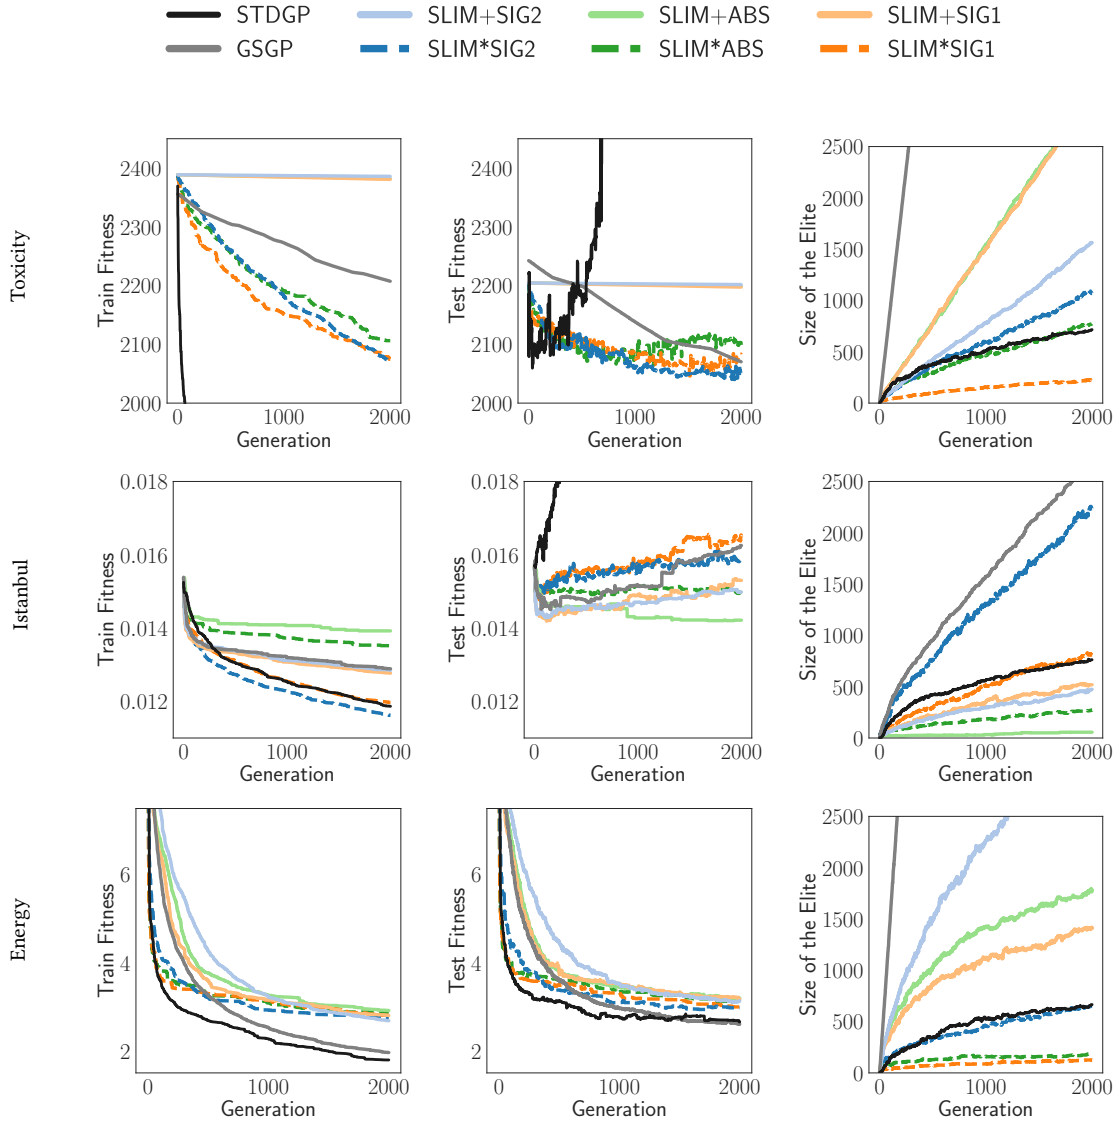 STDGP SLIM+SIG2 SLIM+ABS SLIM+SIG1
GSGP SLIM*SIG2 SLIM*ABS SLIM*SIG1
Toxicity
Train Fitness
2400
2300
2200
2100
2000
0 1000 2000
Generation
Test Fitness
2400
2300
2200
2100
2000
0 1000 2000
Generation
Size of the Elite
2500
2000
1500
1000
500
0
0 1000 2000
Generation
Istanbul
Train Fitness
0.018
0.016
0.014
0.012
0 1000 2000
Generation
Test Fitness
0.018
0.016
0.014
0.012
0 1000 2000
Generation
Size of the Elite
2500
2000
1500
1000
500
0
0 1000 2000
Generation
Energy
Train Fitness
6
4
2
0 1000 2000
Generation
Test Fitness
6
4
2
0 1000 2000
Generation
Size of the Elite
2500
2000
1500
1000
500
0
0 1000 2000
Generation